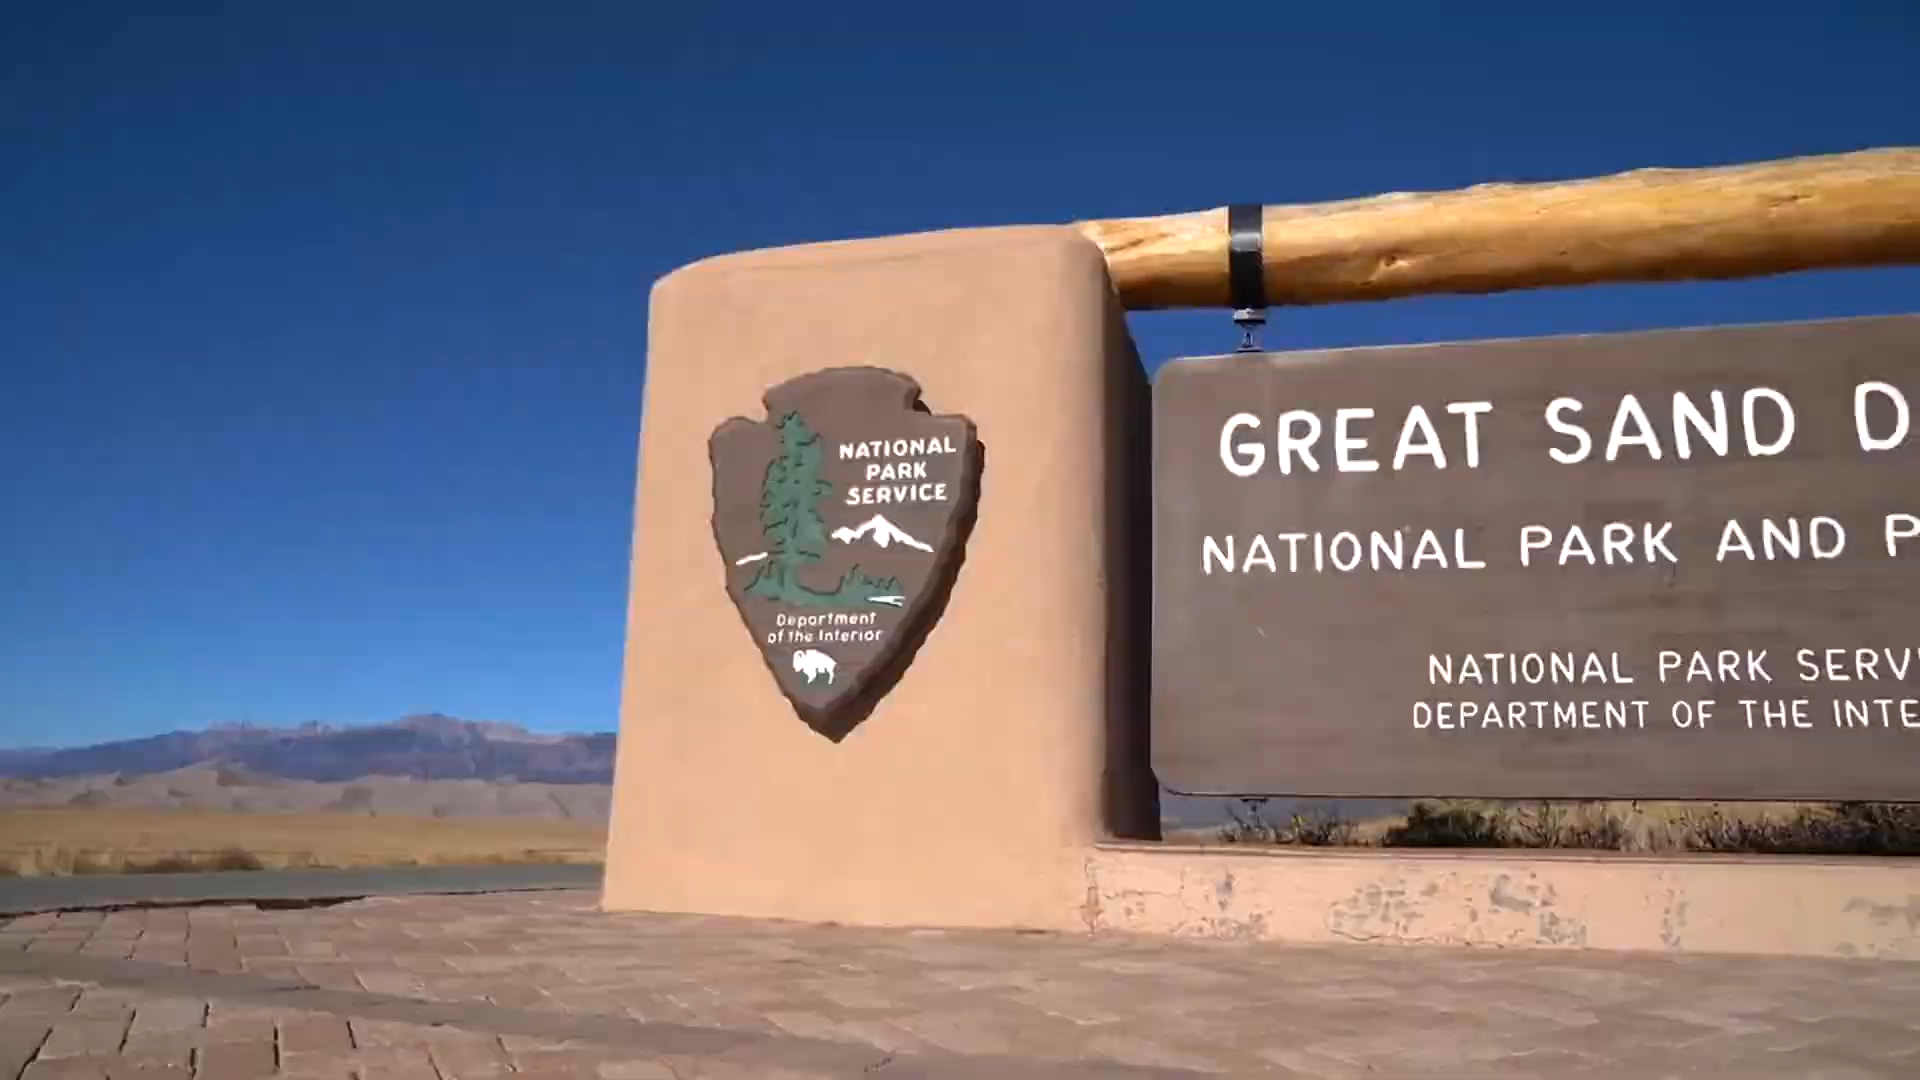 NATIONAL
PARK
SERVICE
Department
of the Interior
GREAT SAND D
NATIONAL PARK AND P
NATIONAL PARK SERV
DEPARTMENT OF THE INTE